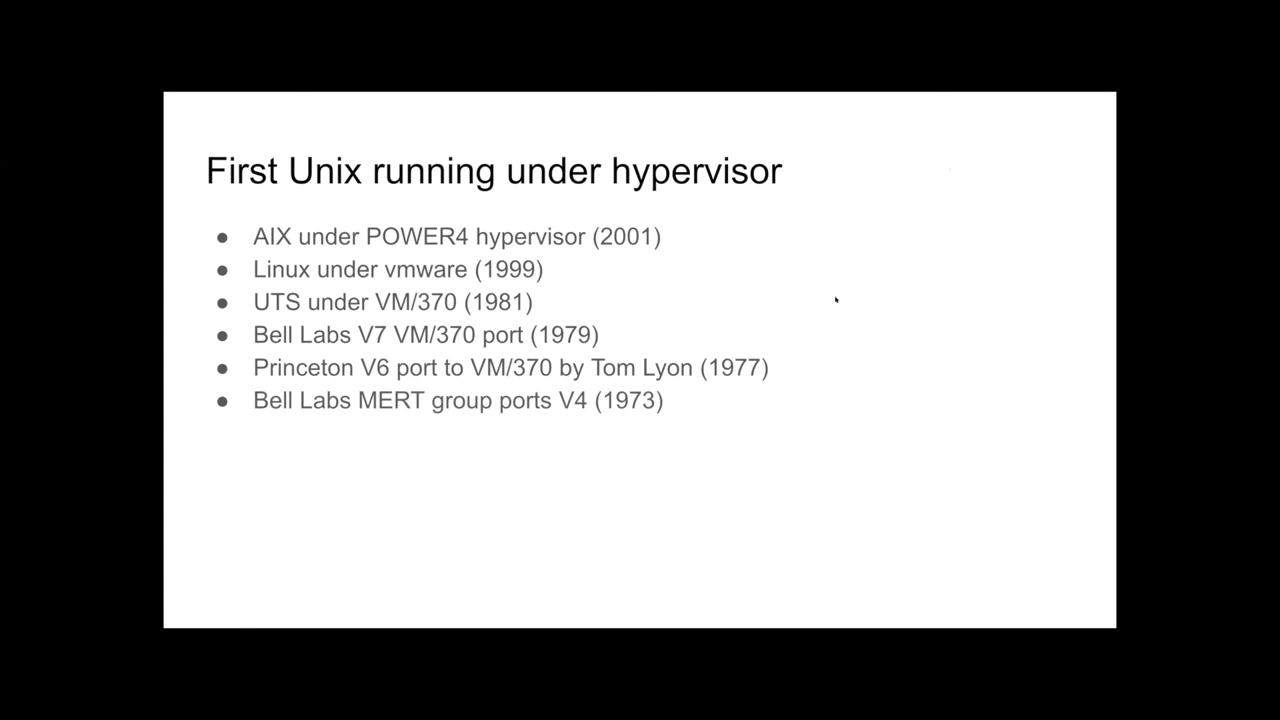 First Unix running under hypervisor
● AIX under POWER4 hypervisor (2001)
● Linux under vmware (1999)
● UTS under VM/370 (1981)
● Bell Labs V7 VM/370 port (1979)
● Princeton V6 port to VM/370 by Tom Lyon (1977)
● Bell Labs MERT group ports V4 (1973)